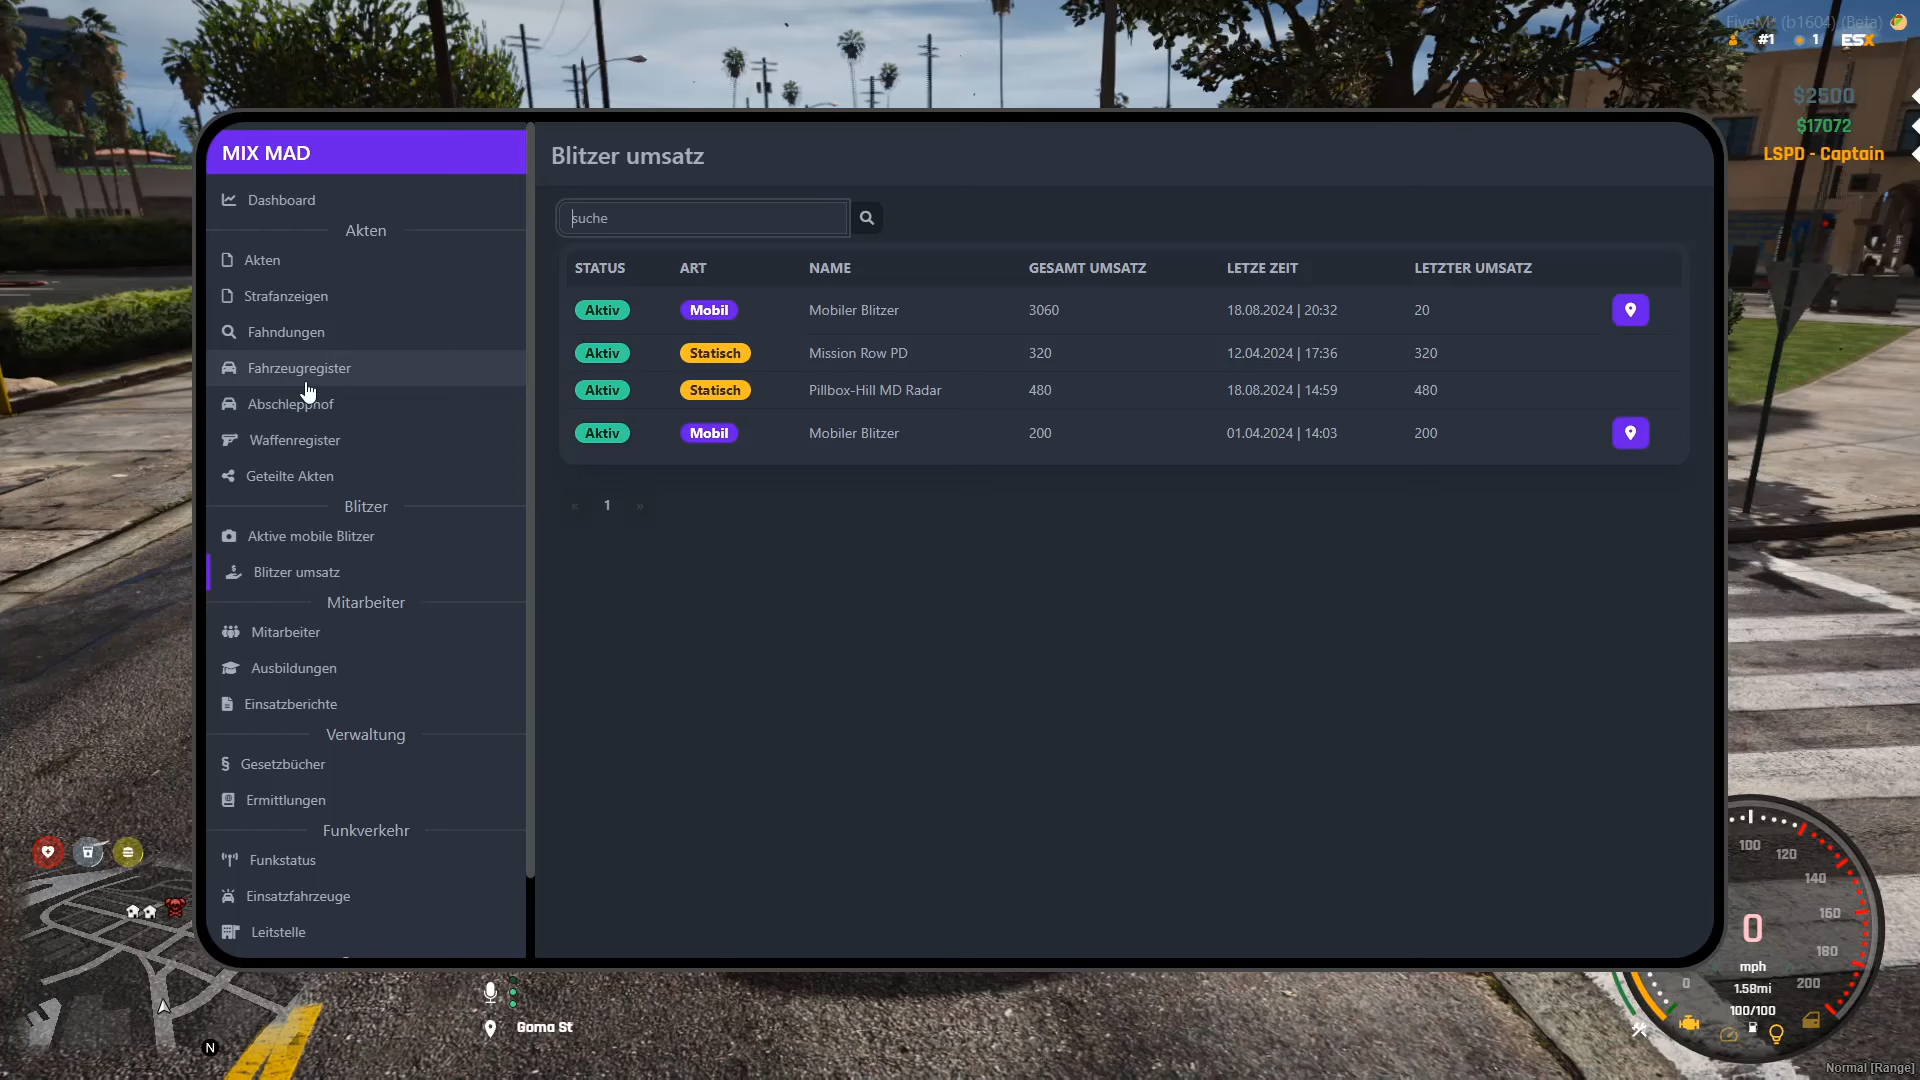 FiveM* (b1604) (Beta)
#1 1 ESX
$2500
$17072
LSPD - Captain
MIX MAD
Dashboard
Akten
Akten
Strafanzeigen
Fahndungen
Fahrzeugregister
Abschlepphof
Waffenregister
Geteilte Akten
Blitzer
Aktive mobile Blitzer
Blitzer umsatz
Mitarbeiter
Mitarbeiter
Ausbildungen
Einsatzberichte
Verwaltung
§ Gesetzbücher
Ermittlungen
Funkverkehr
Funkstatus
Einsatzfahrzeuge
Leitstelle
Blitzer umsatz
suche
STATUS ART NAME GESAMT UMSATZ LETZE ZEIT LETZTER UMSATZ
Aktiv Mobil Mobiler Blitzer 3060 18.08.2024 | 20:32 20
Aktiv Statisch Mission Row PD 320 12.04.2024 | 17:36 320
Aktiv Statisch Pillbox-Hill MD Radar 480 18.08.2024 | 14:59 480
Aktiv Mobil Mobiler Blitzer 200 01.04.2024 | 14:03 200
« 1 »
N
Goma St
0
100
120
140
160
180
200
0
mph
1.58mi
100/100
Normal [Range]